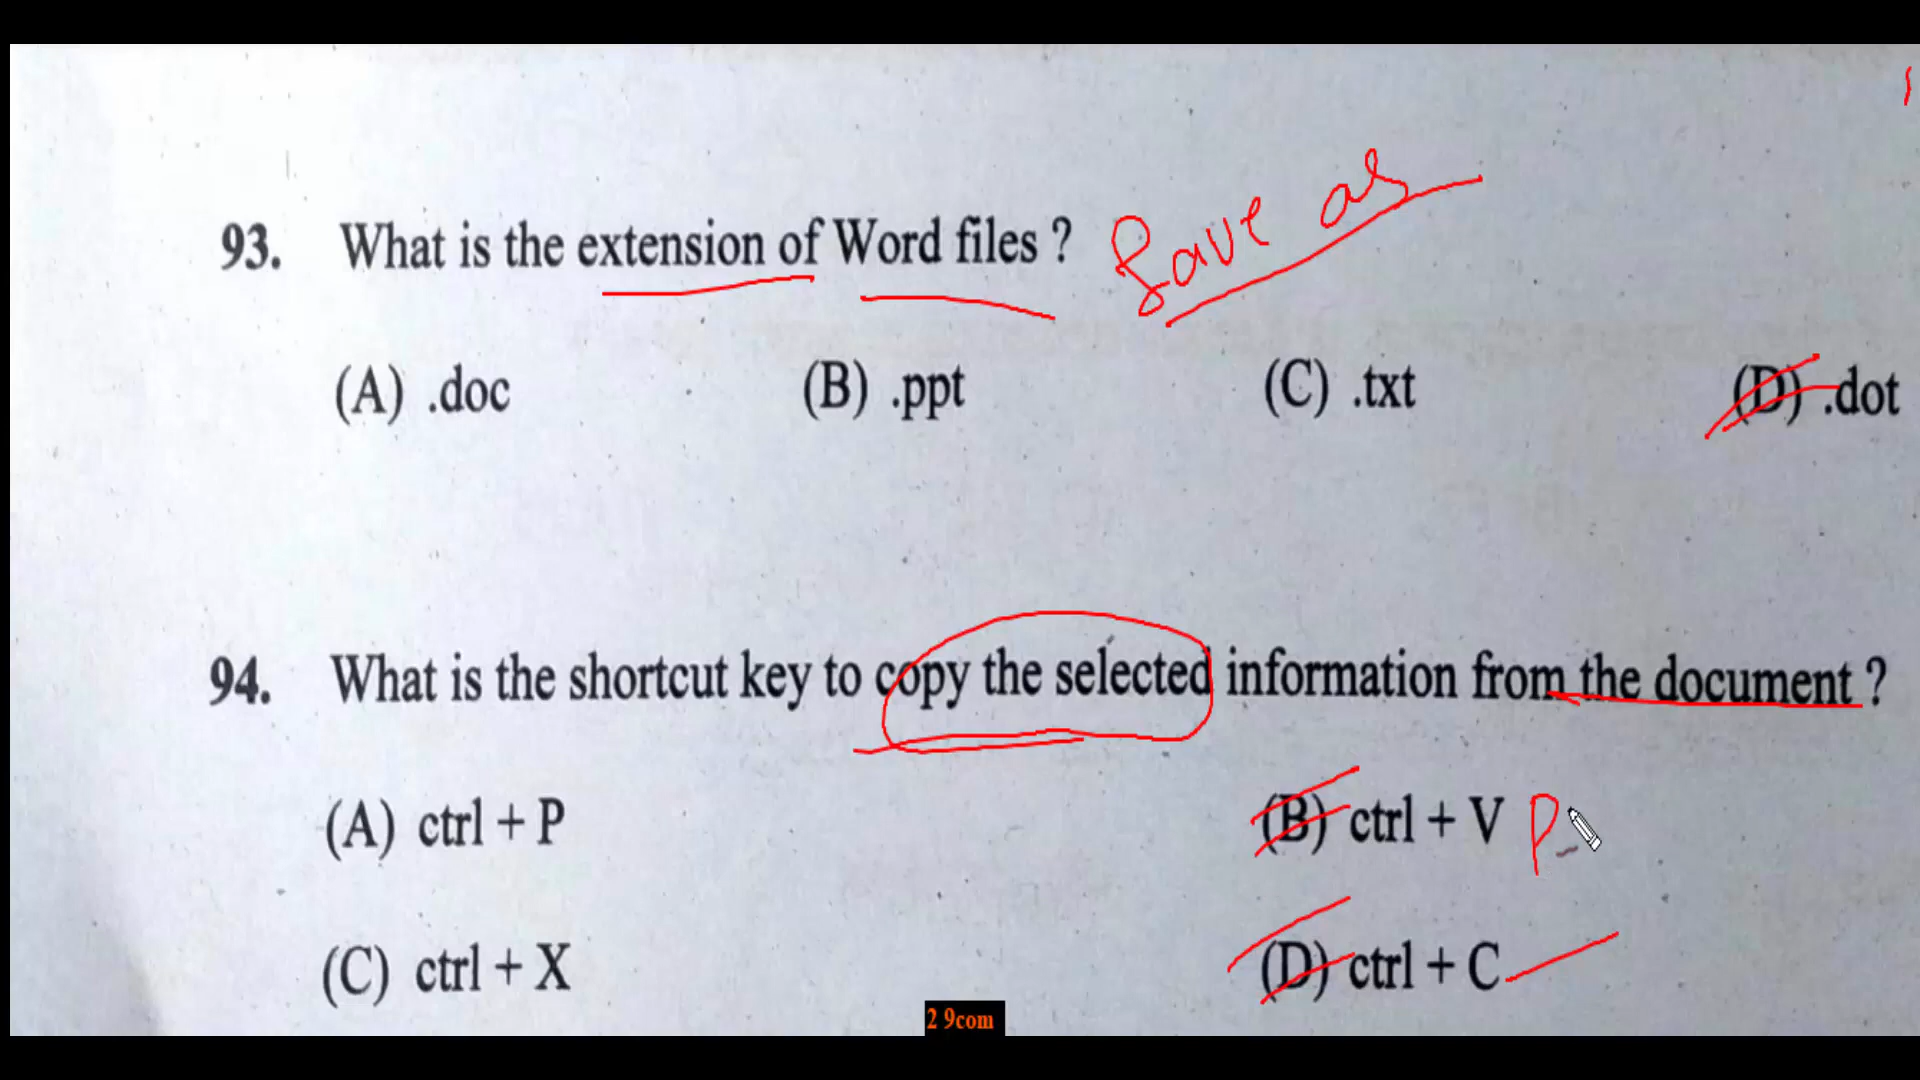 93. What is the extension of Word files ? Save as
(A) .doc (B) .ppt (C) .txt (D) .dot
94. What is the shortcut key to copy the selected information from the document ?
(A) ctrl + P (B) ctrl + V P
(C) ctrl + X (D) ctrl + C
2 9com